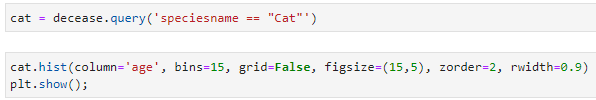 cat = decease.query('speciesname == "Cat"')
cat.hist(column='age', bins=15, grid=False, figsize=(15,5), zorder=2, rwidth=0.9)
plt.show();